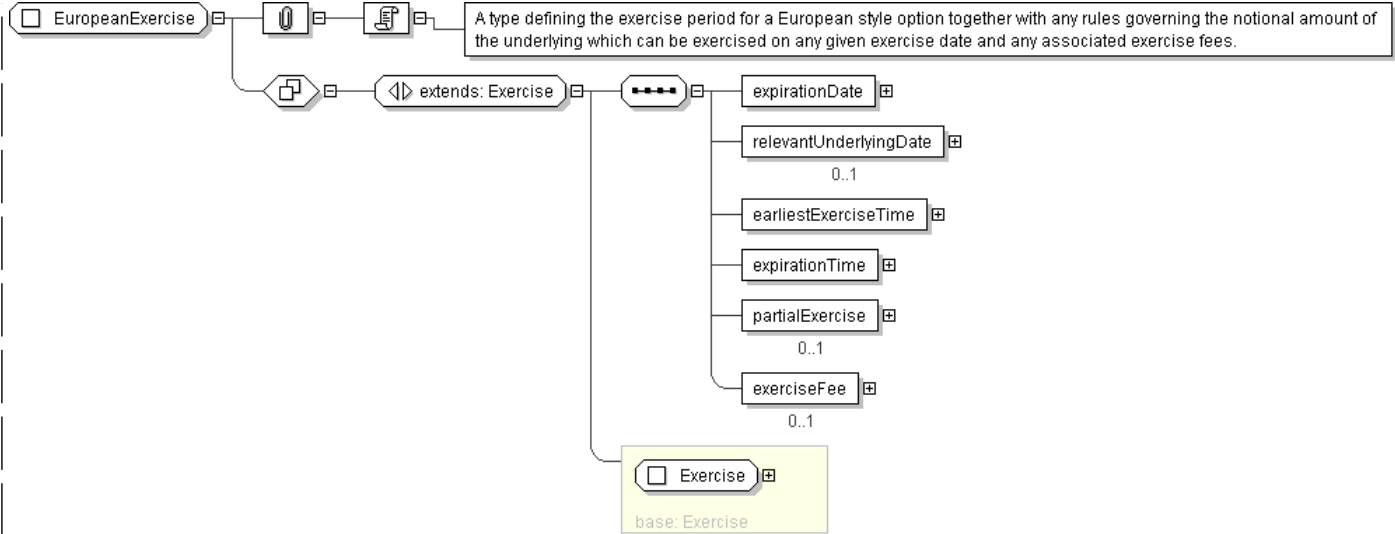 EuropeanExercise
A type defining the exercise period for a European style option together with any rules governing the notional amount of
the underlying which can be exercised on any given exercise date and any associated exercise fees.
extends: Exercise
expirationDate
relevantUnderlyingDate
0..1
earliestExerciseTime
expirationTime
partialExercise
0..1
exerciseFee
0..1
Exercise
base: Exercise